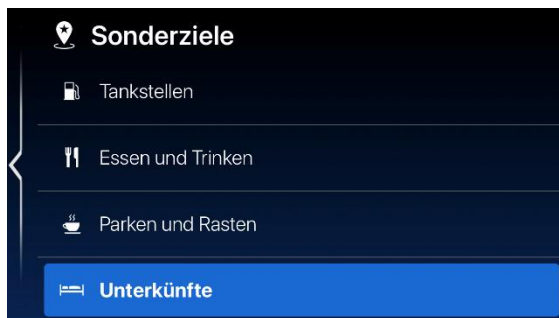 Sonderziele
Tankstellen
Essen und Trinken
Parken und Rasten
Unterkünfte